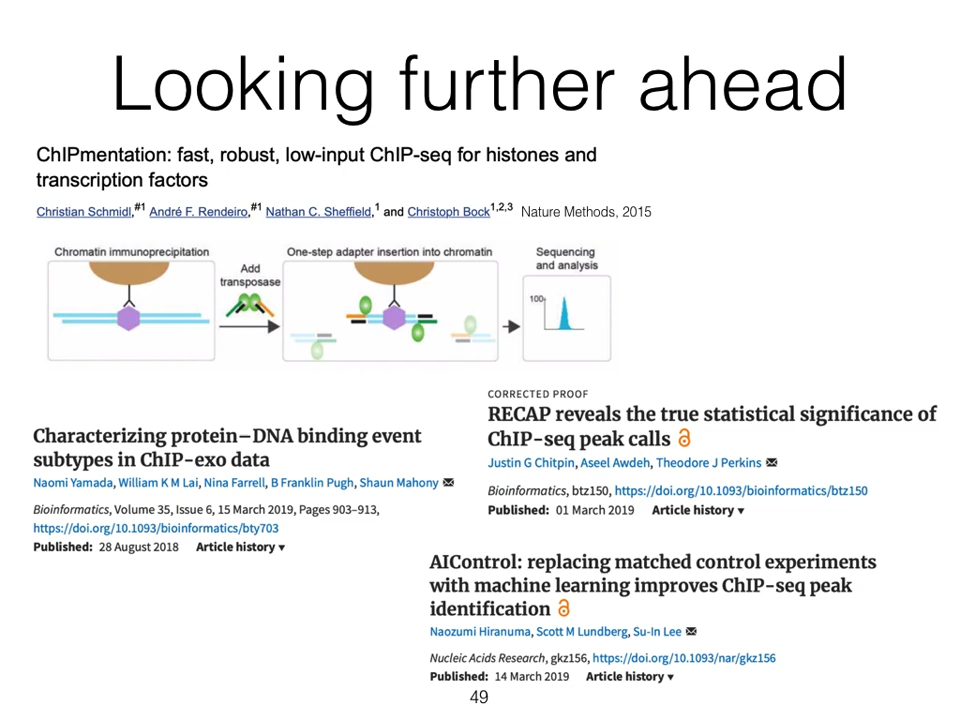 Looking further ahead
ChIPmentation: fast, robust, low-input ChIP-seq for histones and
transcription factors
Christian Schmidl,#1 André F. Rendeiro,#1 Nathan C. Sheffield,1 and Christoph Bock1,2,3 Nature Methods, 2015
Chromatin immunoprecipitation
Add
transposase
One-step adapter insertion into chromatin
Sequencing
and analysis
100
Characterizing protein–DNA binding event
subtypes in ChIP-exo data
Naomi Yamada, William K M Lai, Nina Farrell, B Franklin Pugh, Shaun Mahony
Bioinformatics, Volume 35, Issue 6, 15 March 2019, Pages 903–913,
https://doi.org/10.1093/bioinformatics/bty703
Published: 28 August 2018 Article history ▾
CORRECTED PROOF
RECAP reveals the true statistical significance of
ChIP-seq peak calls
Justin G Chitpin, Aseel Awdeh, Theodore J Perkins
Bioinformatics, btz150, https://doi.org/10.1093/bioinformatics/btz150
Published: 01 March 2019 Article history ▾
AIControl: replacing matched control experiments
with machine learning improves ChIP-seq peak
identification
Naozumi Hiranuma, Scott M Lundberg, Su-In Lee
Nucleic Acids Research, gkz156, https://doi.org/10.1093/nar/gkz156
Published: 14 March 2019 Article history ▾
49